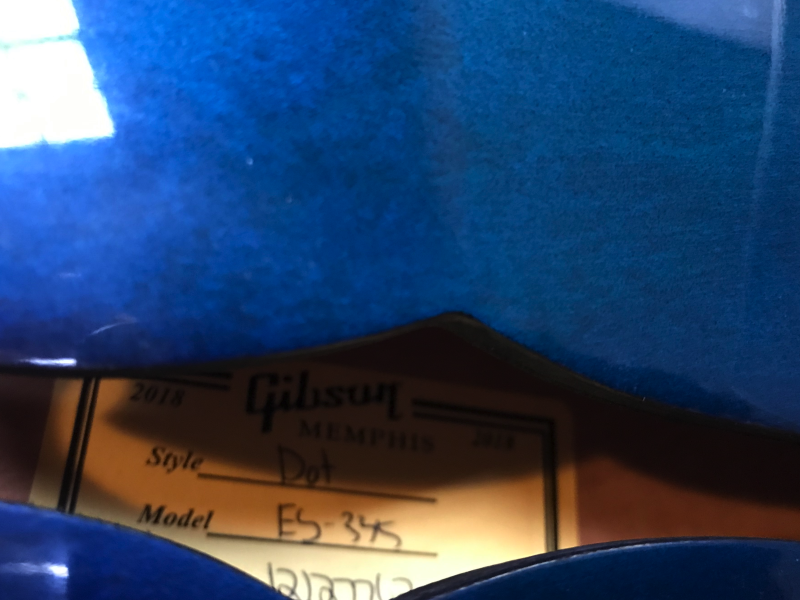 Gibson
2018 MEMPHIS 2018
Style Dot
Model ES-345